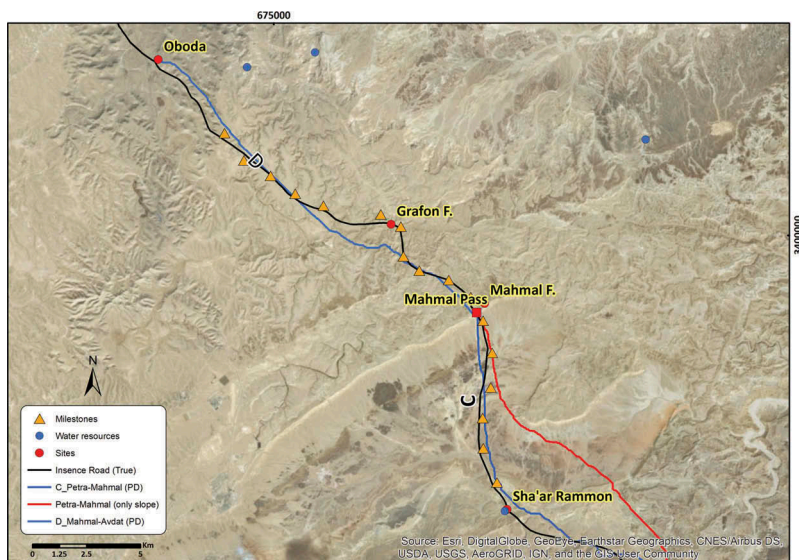 675000
Oboda
D
Grafon F.
3400000
Mahmal F.
Mahmal Pass
N
C
Milestones
Water resources
Sites
Insence Road (True)
C_Petra-Mahmal (PD)
Petra-Mahmal (only slope)
D_Mahmal-Avdat (PD)
Sha'ar Rammon
0 1.25 2.5 5
Km
Source: Esri, DigitalGlobe, GeoEye, Earthstar Geographics, CNES/Airbus DS,
USDA, USGS, AeroGRID, IGN, and the GIS User Community